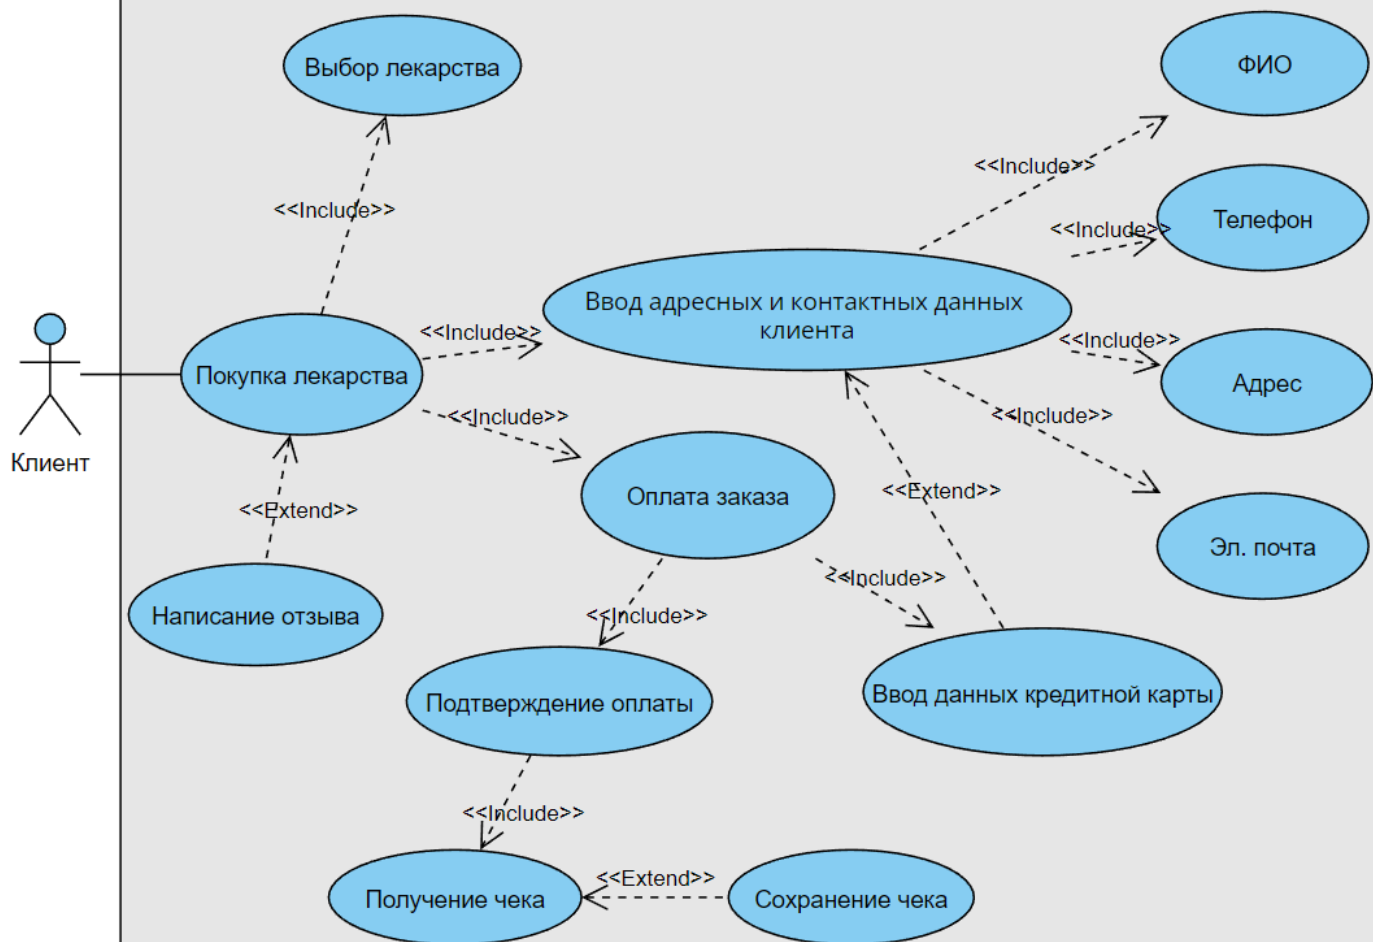 Выбор лекарства
ФИО
<<Include>>
<<Include>>
Телефон
<<Include>>
Ввод адресных и контактных данных
клиента
<<Include>>
<<Include>>
Покупка лекарства
Адрес
<<Include>>
<<Include>>
Клиент
<<Extend>>
Оплата заказа
<<Extend>>
Эл. почта
<<Include>>
Написание отзыва
<<Include>>
Подтверждение оплаты
Ввод данных кредитной карты
<<Include>>
<<Extend>>
Получение чека
Сохранение чека